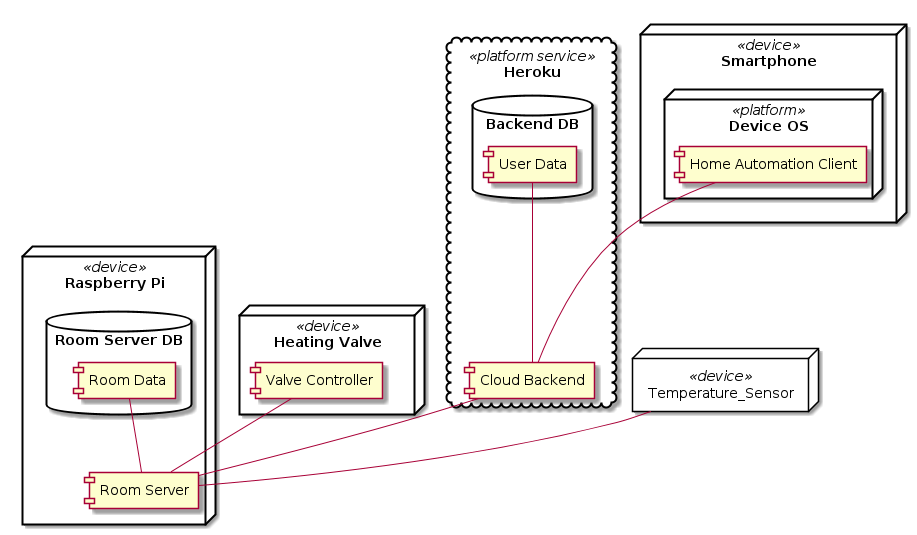 «platform service»
Heroku
Backend DB
User Data
Cloud Backend
«device»
Smartphone
«platform»
Device OS
Home Automation Client
«device»
Raspberry Pi
Room Server DB
Room Data
Room Server
«device»
Heating Valve
Valve Controller
«device»
Temperature_Sensor